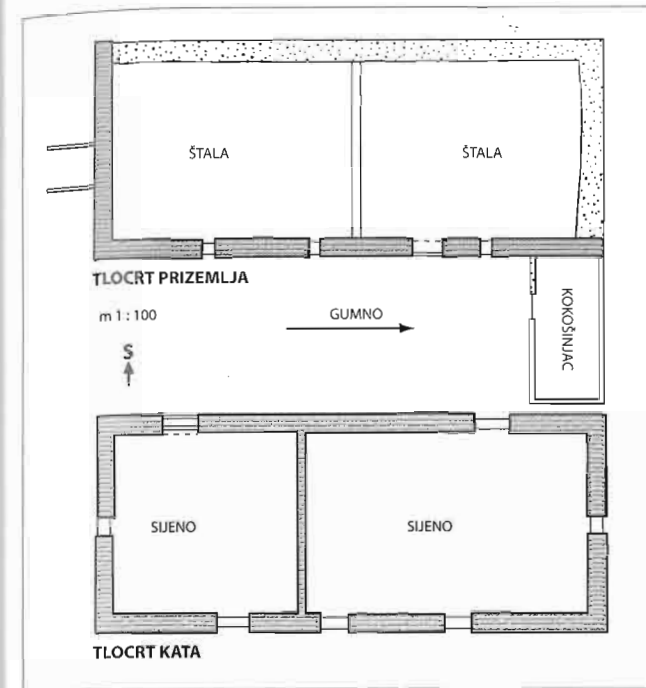 ŠTALA
ŠTALA
TLOCRT PRIZEMLJA
m 1 : 100
GUMNO
KOKOŠINJAC
S
SIJENO
SIJENO
TLOCRT KATA